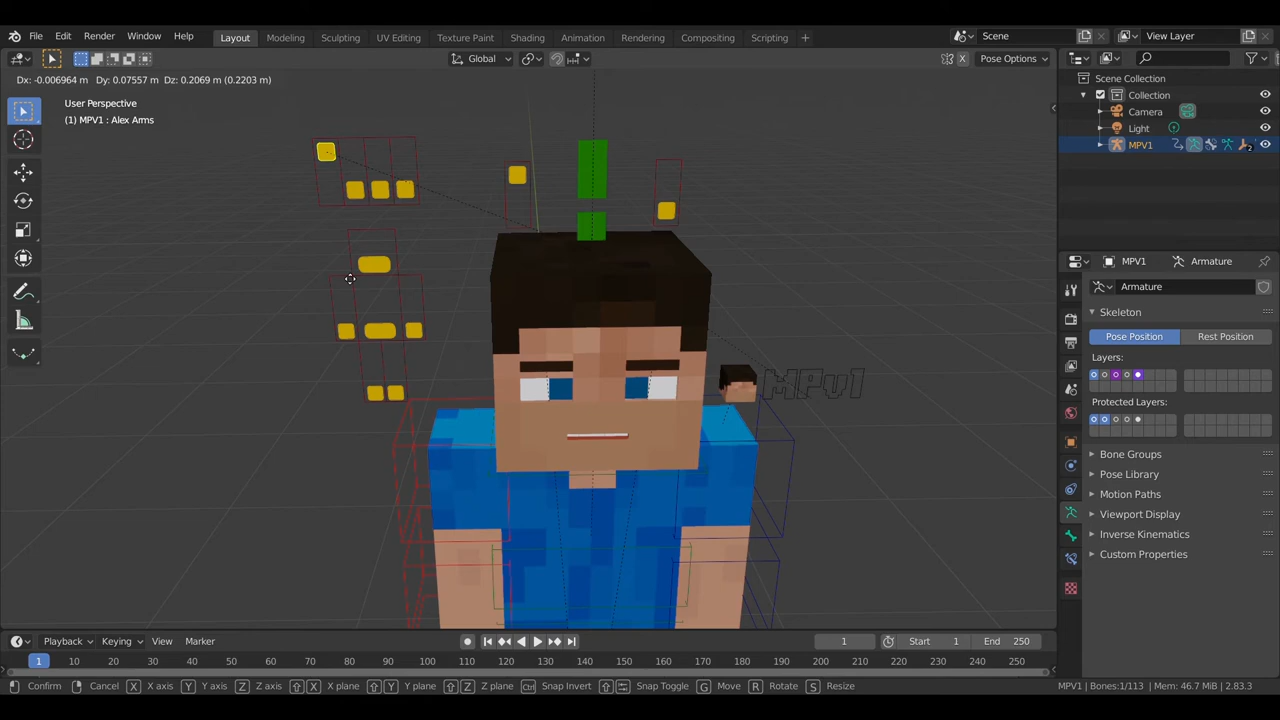 File Edit Render Window Help Layout Modeling Sculpting UV Editing Texture Paint Shading Animation Rendering Compositing Scripting + Scene View Layer
Global X Pose Options
Dx: -0.006964 m Dy: 0.07557 m Dz: 0.2069 m (0.2203 m)
Scene Collection
User Perspective
Collection
(1) MPV1 : Alex Arms
Camera
Light
MPV1
2
MPV1 Armature
Armature
Skeleton
Pose Position Rest Position
Layers:
MPv1
Protected Layers:
Bone Groups
Pose Library
Motion Paths
Viewport Display
Inverse Kinematics
Custom Properties
Playback Keying View Marker 1 Start 1 End 250
1 10 20 30 40 50 60 70 80 90 100 110 120 130 140 150 160 170 180 190 200 210 220 230 240 250
Confirm Cancel X X axis Y Y axis Z Z axis X X plane Y Y plane Z Z plane Ctrl Snap Invert Snap Toggle G Move R Rotate S Resize MPV1 | Bones:1/113 | Mem: 46.7 MiB | 2.83.3